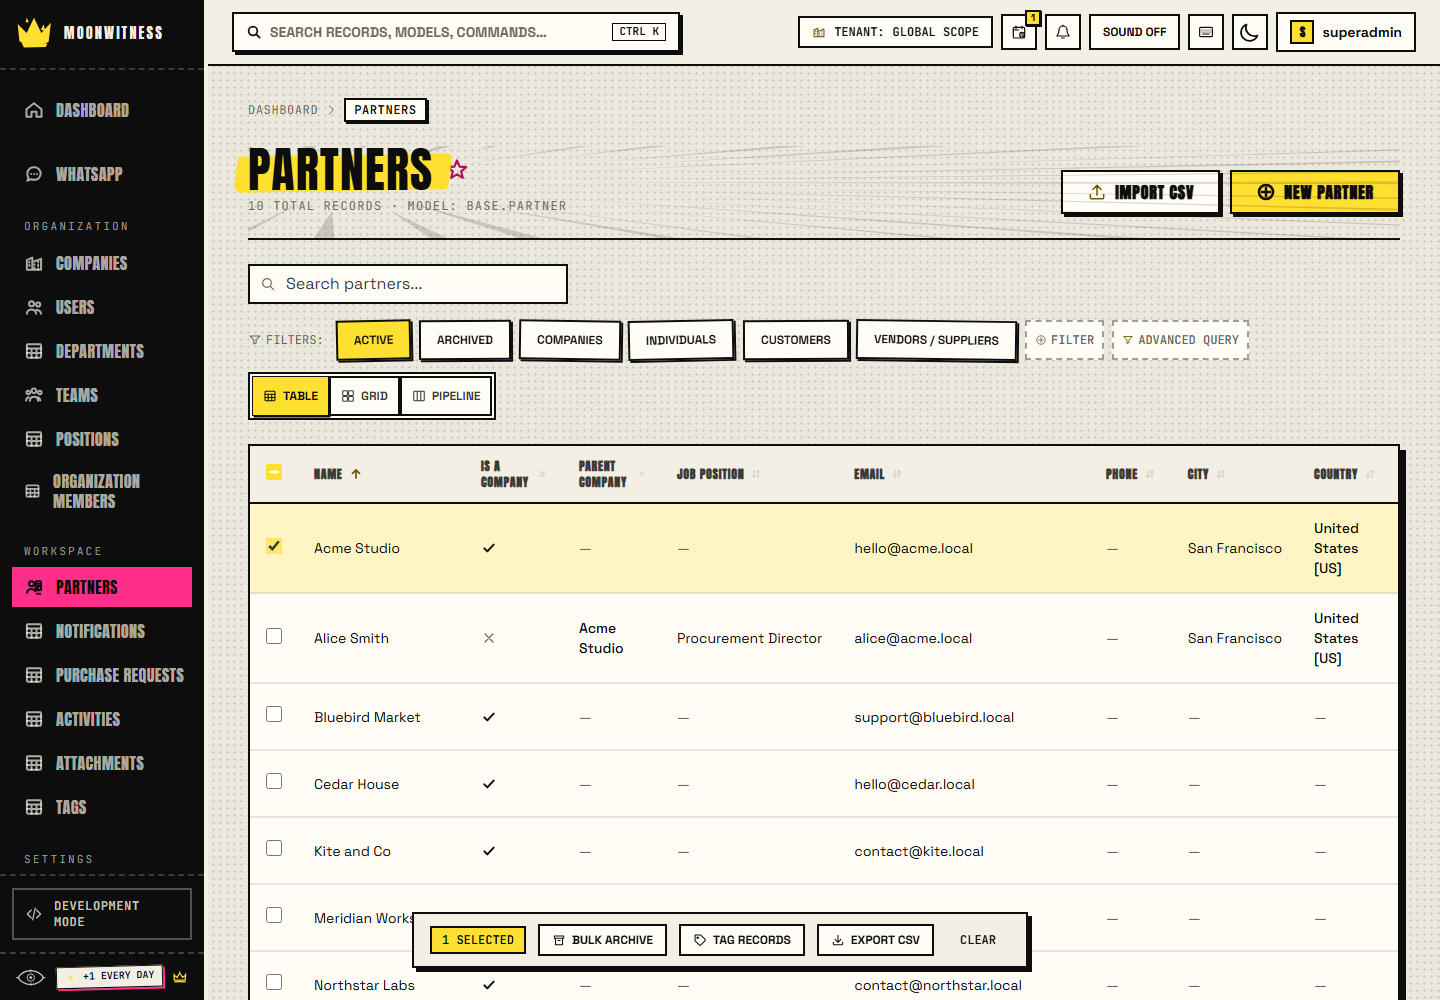 MOONWITNESS
SEARCH RECORDS, MODELS, COMMANDS...
CTRL K
TENANT: GLOBAL SCOPE
1
SOUND OFF
$ superadmin
DASHBOARD
WHATSAPP
ORGANIZATION
COMPANIES
USERS
DEPARTMENTS
TEAMS
POSITIONS
ORGANIZATION
MEMBERS
WORKSPACE
PARTNERS
NOTIFICATIONS
PURCHASE REQUESTS
ACTIVITIES
ATTACHMENTS
TAGS
SETTINGS
DEVELOPMENT
MODE
+1 EVERY DAY
DASHBOARD > PARTNERS
PARTNERS
10 TOTAL RECORDS · MODEL: BASE.PARTNER
IMPORT CSV
NEW PARTNER
Search partners...
FILTERS: ACTIVE ARCHIVED COMPANIES INDIVIDUALS CUSTOMERS VENDORS / SUPPLIERS FILTER ADVANCED QUERY
TABLE GRID PIPELINE
NAME IS A COMPANY PARENT COMPANY JOB POSITION EMAIL PHONE CITY COUNTRY
Acme Studio — — hello@acme.local — San Francisco United States [US]
Alice Smith Acme Studio Procurement Director alice@acme.local — San Francisco United States [US]
Bluebird Market — — support@bluebird.local — — —
Cedar House — — hello@cedar.local — — —
Kite and Co — — contact@kite.local — — —
Meridian Works — — —
1 SELECTED BULK ARCHIVE TAG RECORDS EXPORT CSV CLEAR
Northstar Labs — — contact@northstar.local — — —